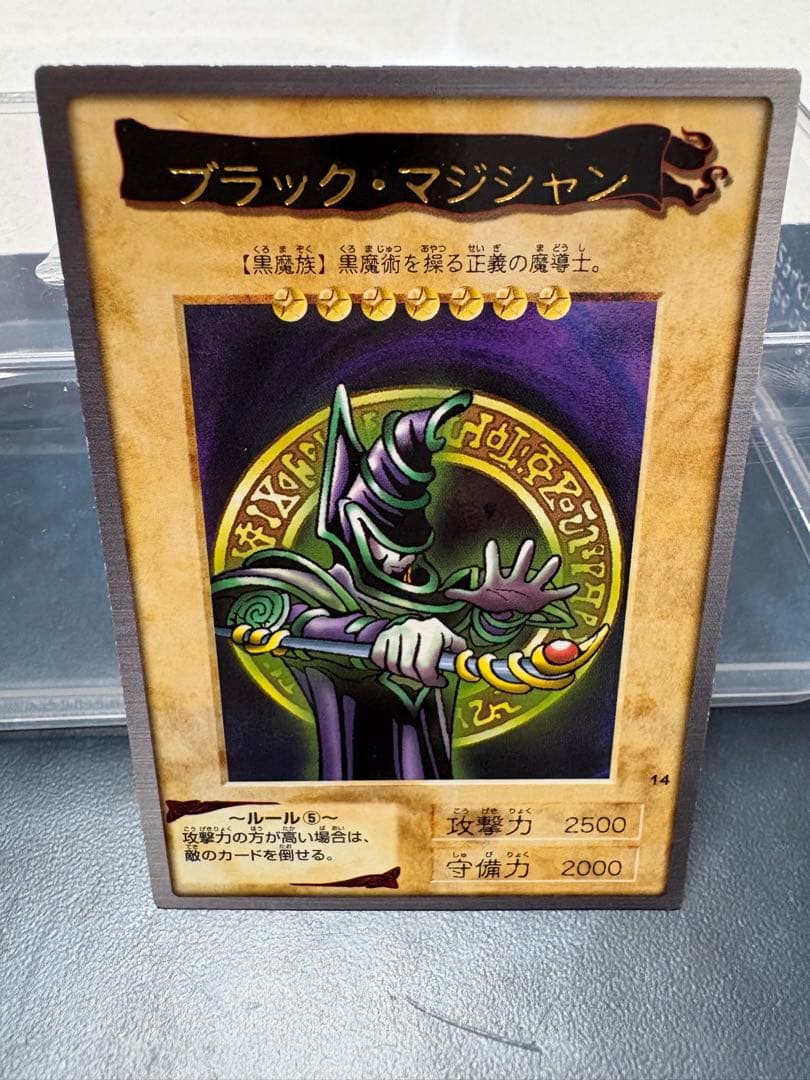 ブラック・マジシャン
【黒魔族】黒魔術を操る正義の魔導士。
14
～ルール⑤～
攻撃力の方が高い場合は、
敵のカードを倒せる。
攻撃力 2500
守備力 2000